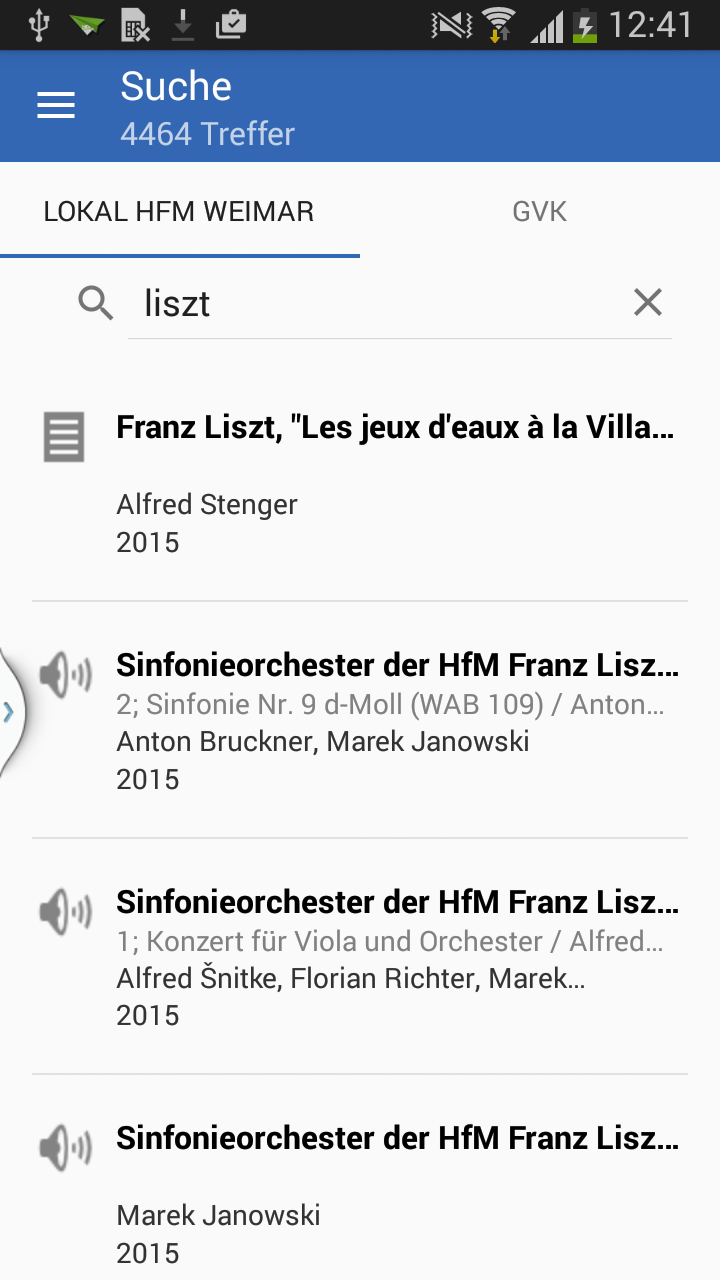 12:41
Suche
4464 Treffer
LOKAL HFM WEIMAR
GVK
liszt
Franz Liszt, "Les jeux d'eaux à la Villa...
Alfred Stenger
2015
Sinfonieorchester der HfM Franz Lisz...
2; Sinfonie Nr. 9 d-Moll (WAB 109) / Anton...
Anton Bruckner, Marek Janowski
2015
Sinfonieorchester der HfM Franz Lisz...
1; Konzert für Viola und Orchester / Alfred...
Alfred Šnitke, Florian Richter, Marek...
2015
Sinfonieorchester der HfM Franz Lisz...
Marek Janowski
2015